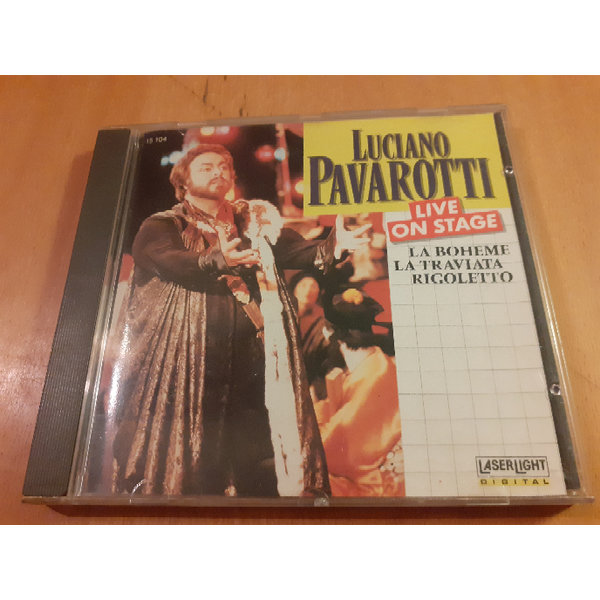 15 104
LUCIANO
PAVAROTTI
LIVE
ON STAGE
LA BOHEME
LA TRAVIATA
RIGOLETTO
LASERLIGHT
DIGITAL